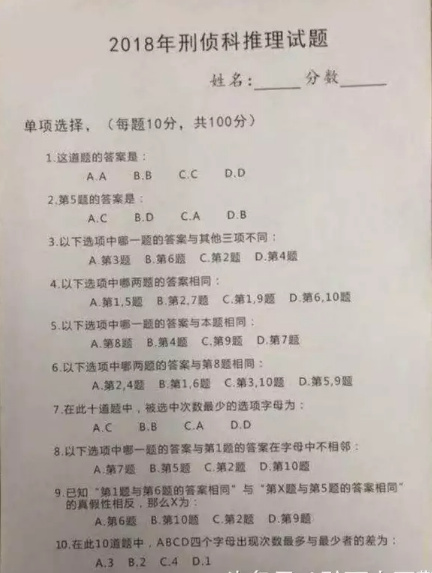 2018年刑侦科推理试题
姓名:_____ 分数_____
单项选择，（每题10分，共100分）
1.这道题的答案是：
A.A B.B C.C D.D
2.第5题的答案是：
A.C B.D C.A D.B
3.以下选项中哪一题的答案与其他三项不同：
A.第3题 B.第6题 C.第2题 D.第4题
4.以下选项中哪两题的答案相同：
A.第1,5题 B.第2,7题 C.第1,9题 D.第6,10题
5.以下选项中哪一题的答案与本题相同：
A.第8题 B.第4题 C.第9题 D.第7题
6.以下选项中哪两题的答案与第8题相同：
A.第2,4题 B.第1,6题 C.第3,10题 D.第5,9题
7.在此十道题中，被选中次数最少的选项字母为：
A.C B.B C.A D.D
8.以下选项中哪一题的答案与第1题的答案在字母中不相邻：
A.第7题 B.第5题 C.第2题 D.第10题
9.已知“第1题与第6题的答案相同”与“第X题与第5题的答案相同”
的真假性相反，那么X为：
A.第6题 B.第10题 C.第2题 D.第9题
10.在此10道题中，ABCD四个字母出现次数最多与最少者的差为：
A.3 B.2 C.4 D.1